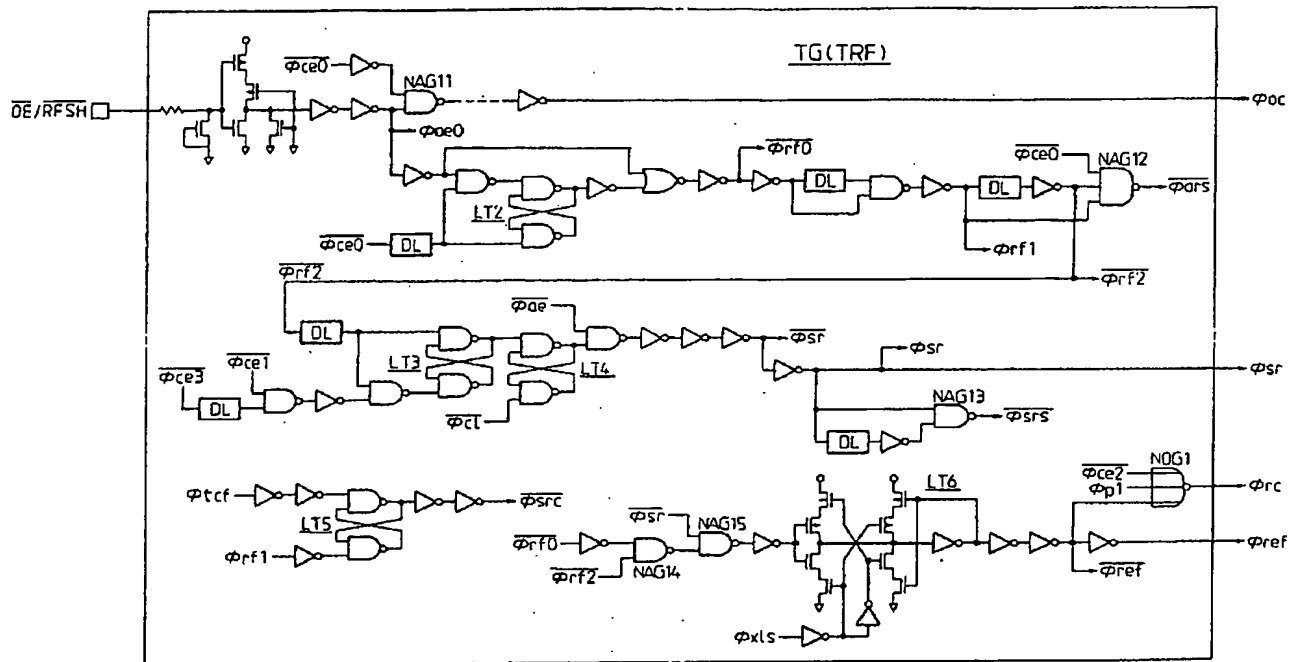 TG(TRF)
φce0
NAG11
OE/RFSH
φoc
φoe0
φrf0
φce0
NAG12
DL
DL
φars
LT2
φce0
DL
φrf1
φrf2
φrf2
φoe
DL
φsr
LT3
LT4
φsr
φce1
φce3
φsr
DL
φcl
NAG13
φsrs
DL
NOG1
φce2
φp1
φrc
LT6
φtcf
φsrc
φsr
NAG15
LT5
φrf0
φref
φrf1
φrf2
NAG14
φref
φxls